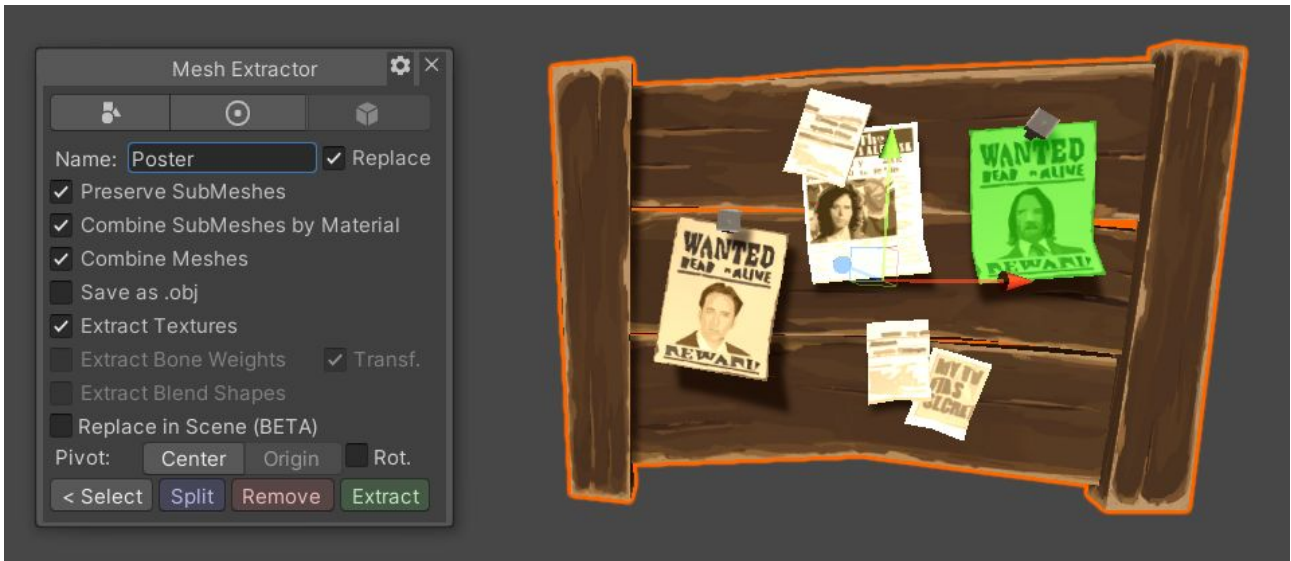 Mesh Extractor
Name: Poster Replace
Preserve SubMeshes
Combine SubMeshes by Material
Combine Meshes
Save as .obj
Extract Textures
Extract Bone Weights Transf.
Extract Blend Shapes
Replace in Scene (BETA)
Pivot: Center Origin Rot.
< Select Split Remove Extract
The
WANTED
DEAD
ALIVE
REWARD
WANTED
DEAD
ALIVE
REWARD